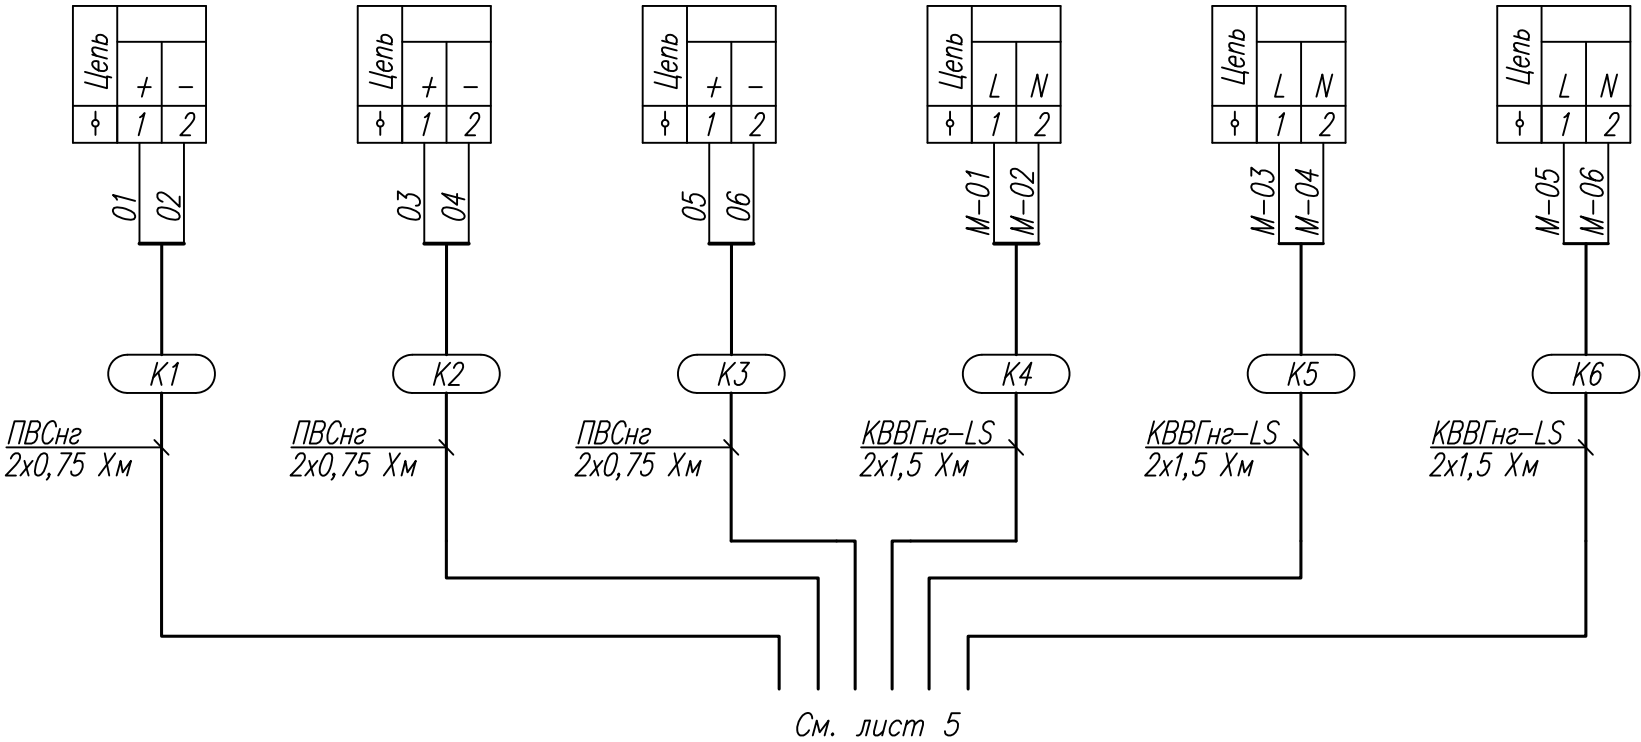 Цепь + - 1 2
Цепь + - 1 2
Цепь + - 1 2
Цепь L N 1 2
Цепь L N 1 2
Цепь L N 1 2
01 02
03 04
05 06
М-01 М-02
М-03 М-04
М-05 М-06
К1 К2 К3 К4 К5 К6
ПВСнг
2х0,75 Хм
ПВСнг
2х0,75 Хм
ПВСнг
2х0,75 Хм
КВВГнг-LS
2х1,5 Хм
КВВГнг-LS
2х1,5 Хм
КВВГнг-LS
2х1,5 Хм
См. лист 5